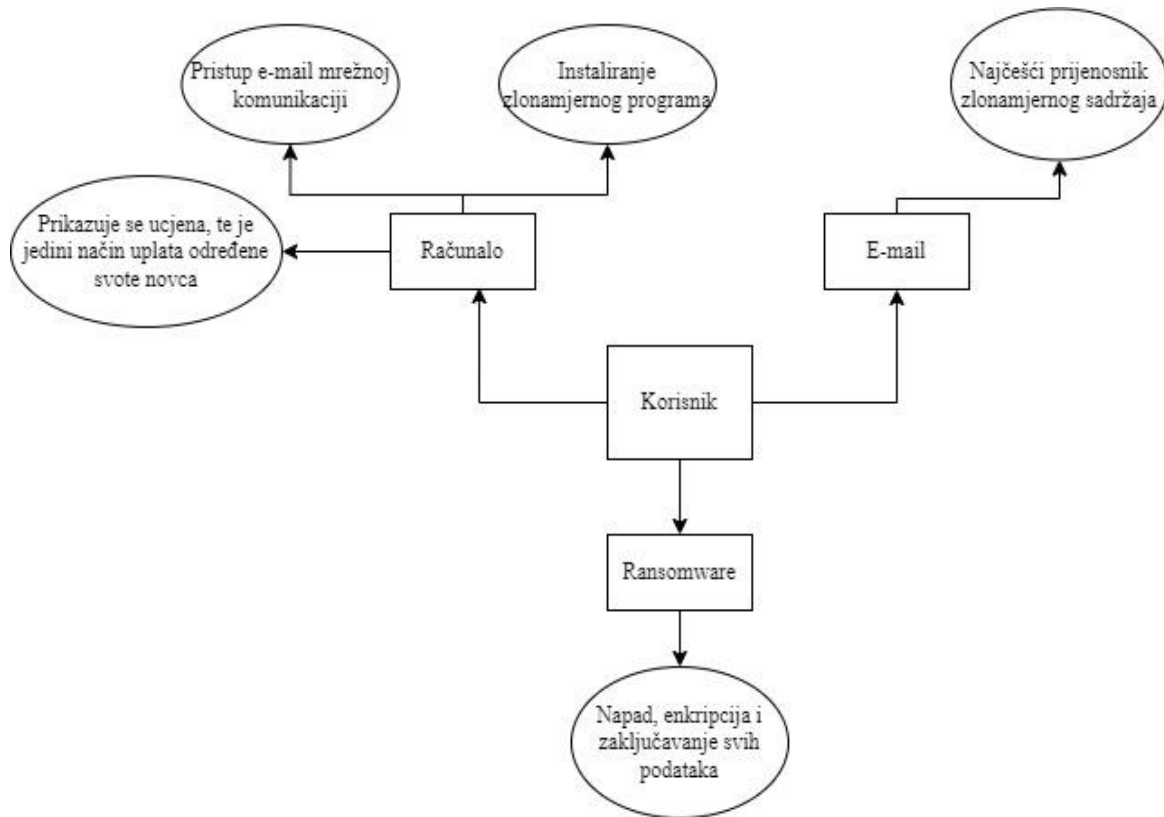 Pristup e-mail mrežnoj
komunikaciji
Instaliranje
zlonamjernog programa
Najčešći prijenosnik
zlonamjernog sadržaja
Prikazuje se ucjena, te je
jedini način uplata određene
svote novca
Računalo
E-mail
Korisnik
Ransomware
Napad, enkripcija i
zaključavanje svih
podataka